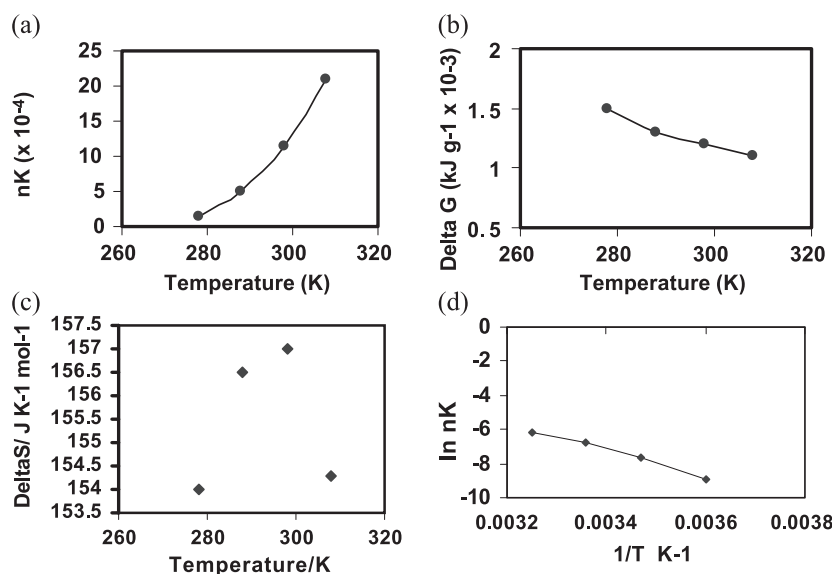 (a)
nK (x 10-4)
25
20
15
10
5
0
260 280 300 320
Temperature (K)
(b)
Delta G (kJ g-1 x 10-3)
2
1.5
1
0.5
260 280 300 320
Temperature (K)
(c)
DeltaS/ J K-1 mol-1
157.5
157
156.5
156
155.5
155
154.5
154
153.5
260 280 300 320
Temperature/K
(d)
ln nK
0
-2
-4
-6
-8
-10
0.0032 0.0034 0.0036 0.0038
1/T K-1